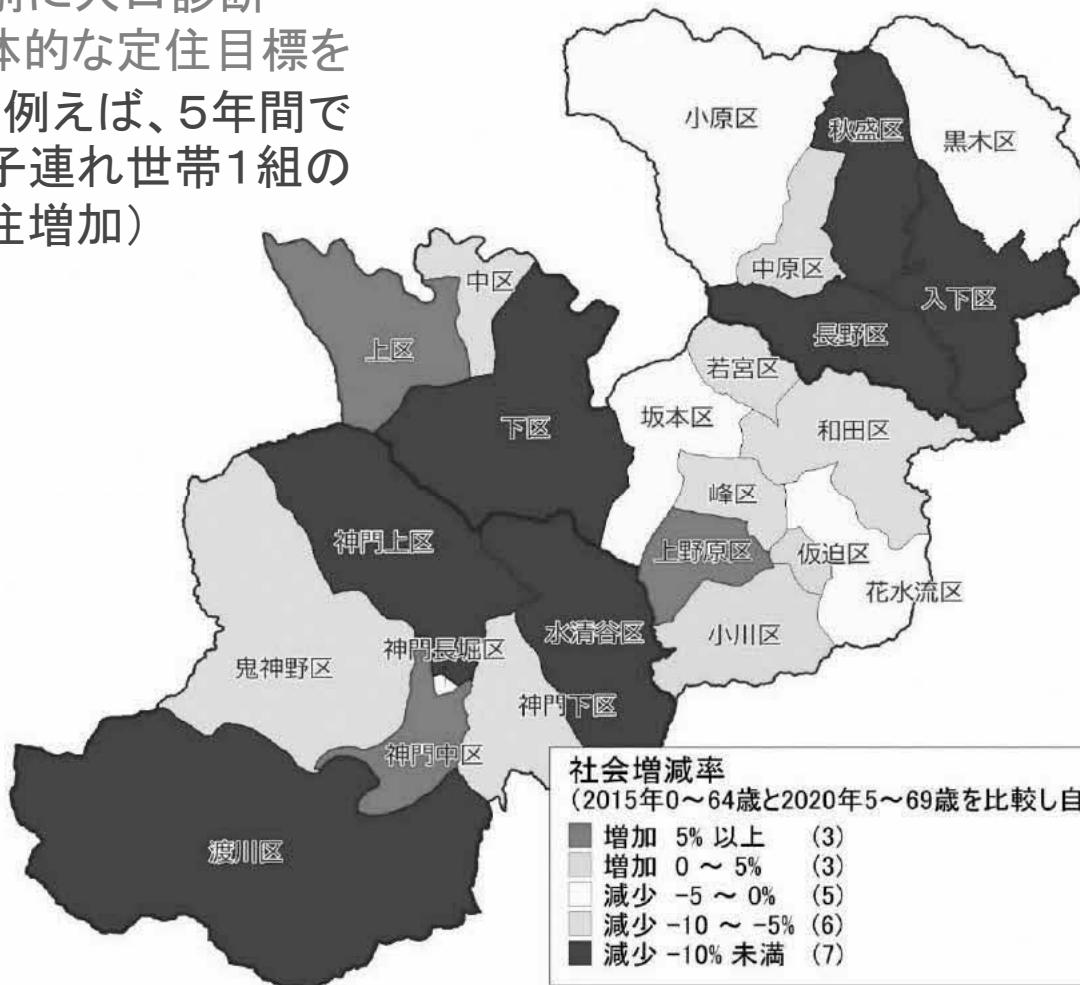 体的な定住目標を
例えば、5年間で
子連れ世帯1組の
住増加)
小原区
秋盛区
黒木区
中原区
中区
入下区
長野区
上区
若宮区
坂本区
和田区
下区
峰区
神門上区
上野原区
仮迫区
花水流区
水清谷区
小川区
神門長堀区
鬼神野区
神門下区
神門中区
渡川区
社会増減率
(2015年0~64歳と2020年5~69歳を比較し自
増加 5% 以上 (3)
増加 0 ~ 5% (3)
減少 -5 ~ 0% (5)
減少 -10 ~ -5% (6)
減少 -10% 未満 (7)